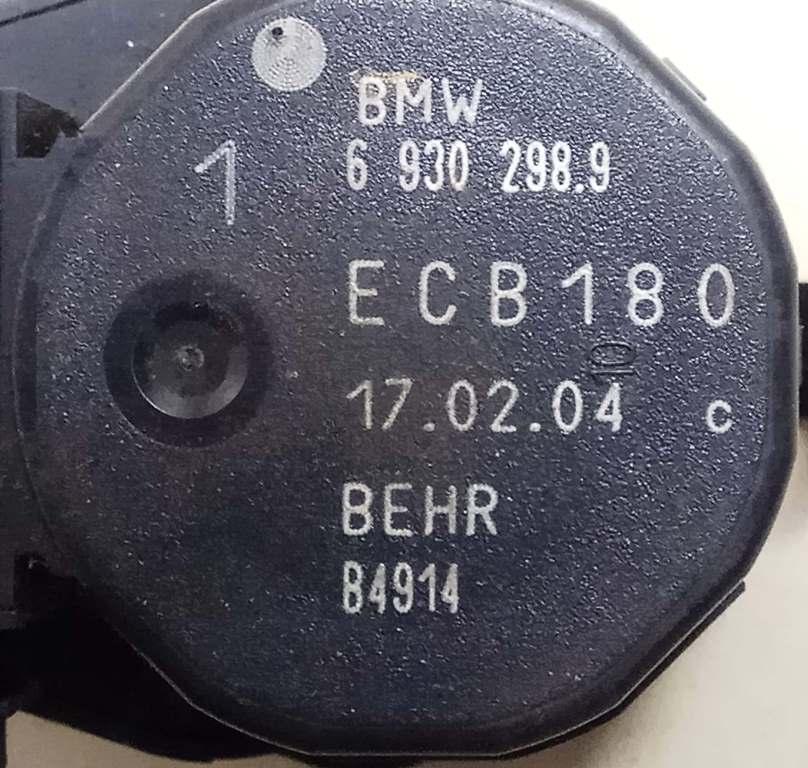 BMW
1
6 930 298.9
ECB180
17.02.04 c
BEHR
B4914